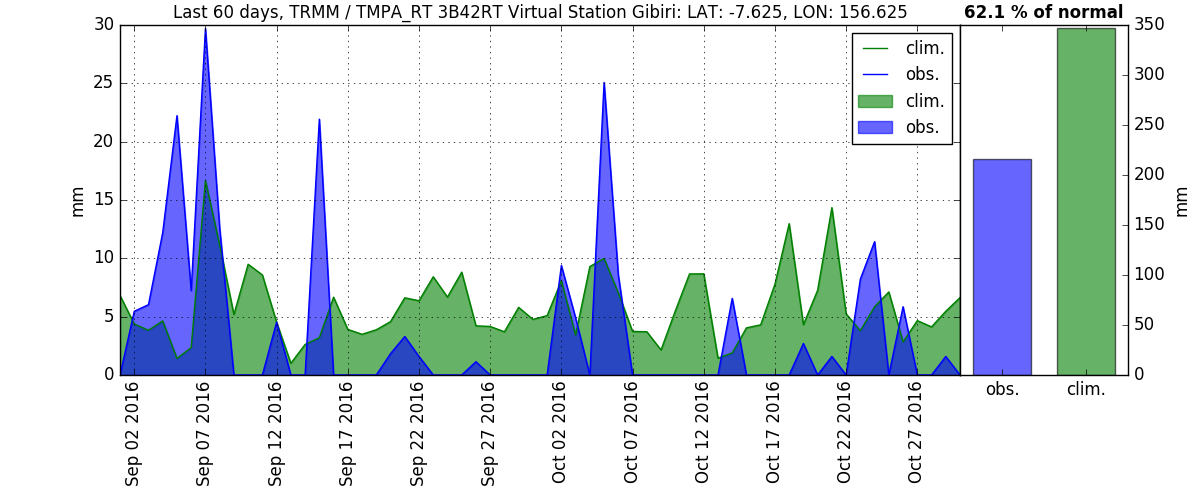 Last 60 days, TRMM / TMPA_RT 3B42RT Virtual Station Gibiri: LAT: -7.625, LON: 156.625
62.1 % of normal
30
25
20
15
10
5
0
mm
clim.
obs.
clim.
obs.
350
300
250
200
150
100
50
0
mm
Sep 02 2016
Sep 07 2016
Sep 12 2016
Sep 17 2016
Sep 22 2016
Sep 27 2016
Oct 02 2016
Oct 07 2016
Oct 12 2016
Oct 17 2016
Oct 22 2016
Oct 27 2016
obs.
clim.